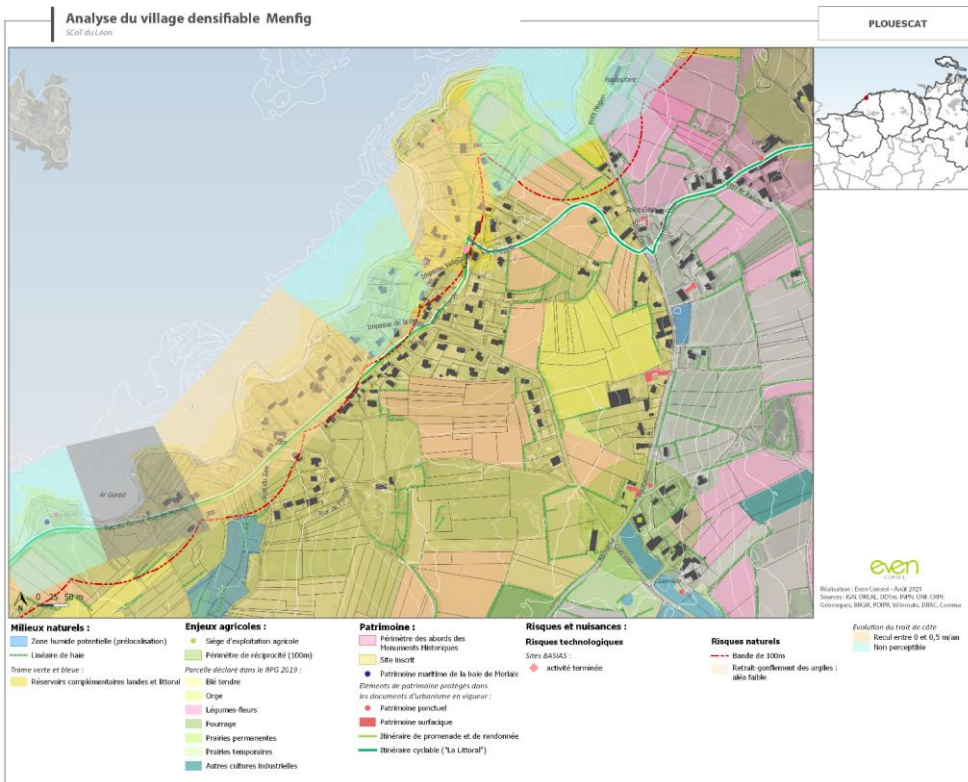 Analyse du village densifiable Menfig
SCoT du Léon
PLOUESCAT
Ar Gored
0 25 50 m
N
even
CONSEIL
Réalisation : Even Conseil - Août 2021
Milieux naturels :
Zone humide potentielle (prélocalisation)
Linéaire de haie
Trame verte et bleue :
Réservoirs complémentaires landes et littoral
Enjeux agricoles :
Siège d'exploitation agricole
Périmètre de réciprocité (100m)
Parcelle déclaré dans le RPG 2019 :
Blé tendre
Orge
Légumes-fleurs
Fourrage
Prairies permanentes
Prairies temporaires
Autres cultures industrielles
Patrimoine :
Périmètre des abords des
Monuments Historiques
Site inscrit
Patrimoine maritime de la baie de Morlaix
Eléments de patrimoine protégés dans
les documents d'urbanisme en vigueur :
Patrimoine ponctuel
Patrimoine surfacique
Itinéraire de promenade et de randonnée
Itinéraire cyclable ("La Littoral")
Risques et nuisances :
Risques technologiques
Sites BASIAS :
activité terminée
Risques naturels
Bande de 100m
Retrait-gonflement des argiles :
aléa faible
Evolution du trait de côte
Recul entre 0 et 0,5 m/an
Non perceptible